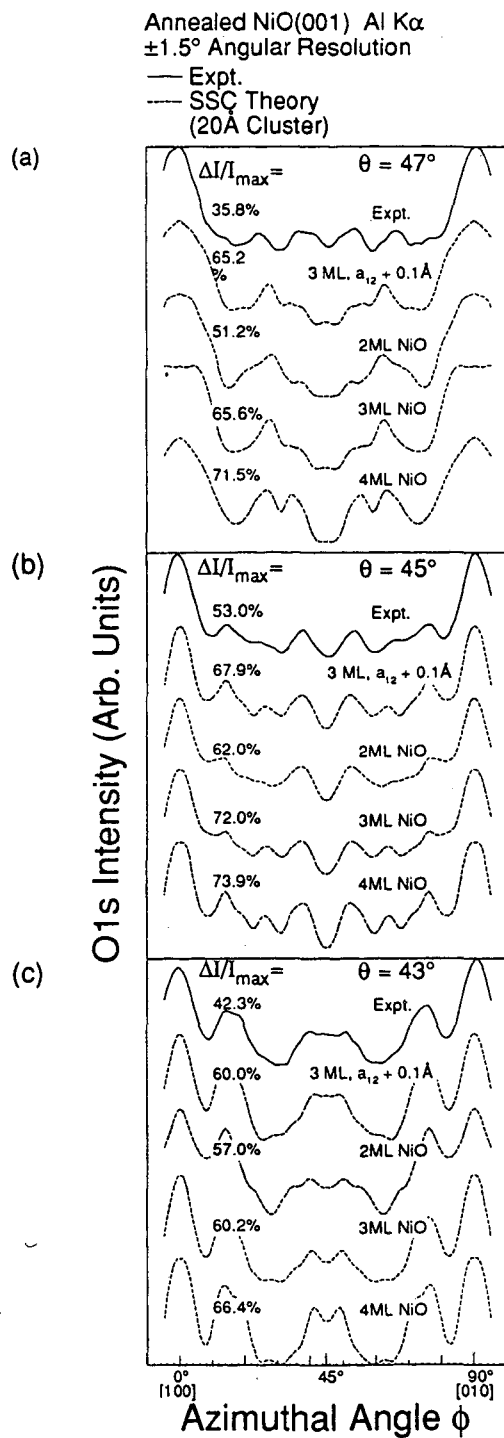 Annealed NiO(001) Al Kα
±1.5° Angular Resolution
— Expt.
---- SSC Theory
(20Å Cluster)
(a)
ΔI/Imax= θ = 47°
35.8% Expt.
65.2
% 3 ML, a12 + 0.1Å
51.2% 2ML NiO
65.6% 3ML NiO
71.5% 4ML NiO
(b)
ΔI/Imax= θ = 45°
53.0% Expt.
67.9% 3 ML, a12 + 0.1Å
62.0% 2ML NiO
72.0% 3ML NiO
73.9% 4ML NiO
(c)
ΔI/Imax= θ = 43°
42.3% Expt.
60.0% 3 ML, a12 + 0.1Å
57.0% 2ML NiO
60.2% 3ML NiO
66.4% 4ML NiO
O1s Intensity (Arb. Units)
0° 45° 90°
[100] [010]
Azimuthal Angle ϕ